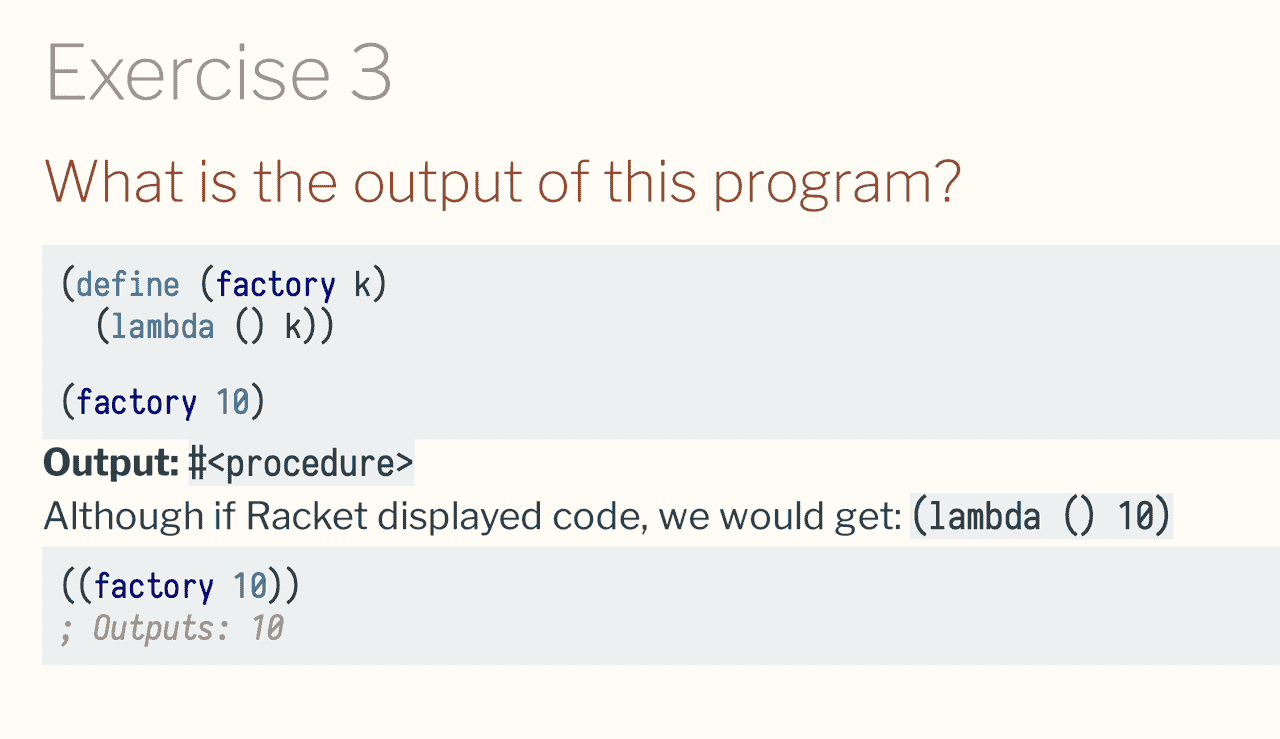 Exercise 3
What is the output of this program?
(define (factory k)
  (lambda () k))
(factory 10)
Output: #<procedure>
Although if Racket displayed code, we would get: (lambda () 10)
((factory 10))
; Outputs: 10